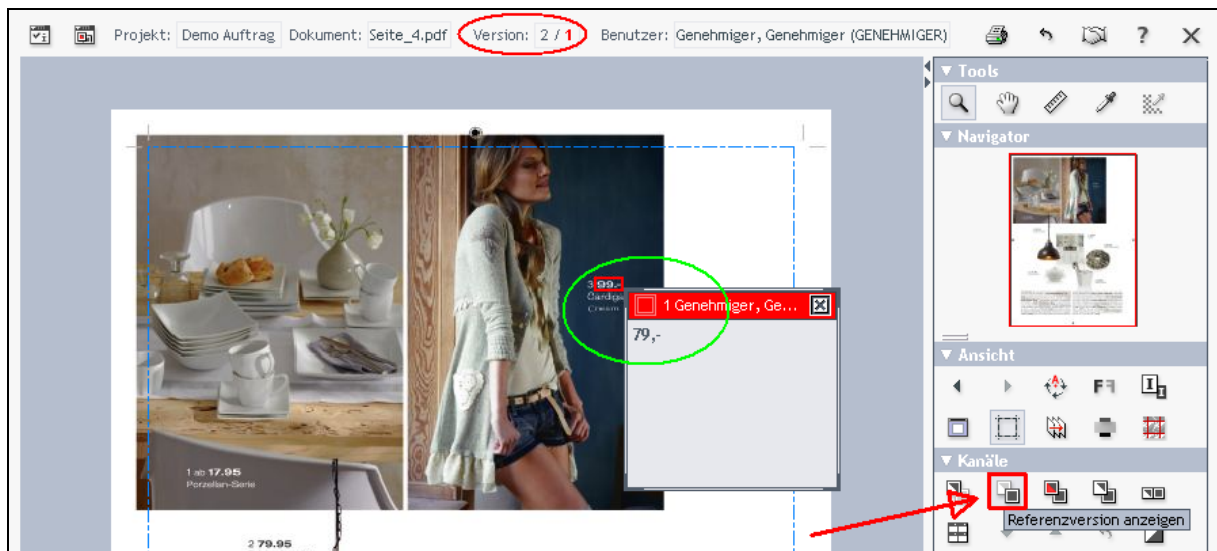 Projekt: Demo Auftrag Dokument: Seite_4.pdf Version: 2 / 1 Benutzer: Genehmiger, Genehmiger (GENEHMIGER) ?
Tools
Navigator
3 99,-
Cardiga
Cream
1 Genehmiger, Ge...
79,-
Ansicht
1 ab 17.95
Porzellan-Serie
Kanäle
Referenzversion anzeigen
2 79.95